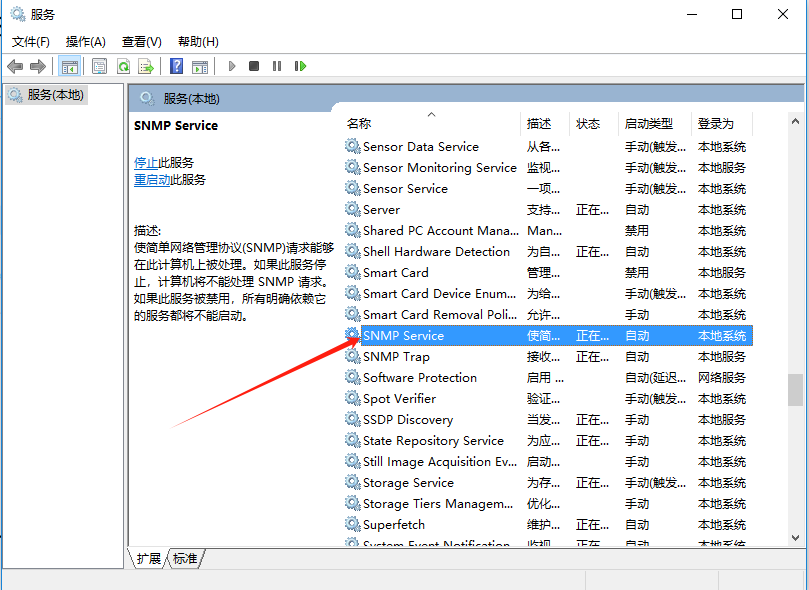 服务
文件(F) 操作(A) 查看(V) 帮助(H)
服务(本地)
服务(本地)
SNMP Service
停止此服务
重启动此服务
描述:
使简单网络管理协议(SNMP)请求能够
在此计算机上被处理。如果此服务停
止，计算机将不能处理 SNMP 请求。
如果此服务被禁用，所有明确依赖它
的服务都将不能启动。
名称 描述 状态 启动类型 登录为
Sensor Data Service 从各... 手动(触发... 本地系统
Sensor Monitoring Service 监视... 手动(触发... 本地服务
Sensor Service 一项... 手动(触发... 本地系统
Server 支持... 正在... 自动 本地系统
Shared PC Account Mana... Man... 禁用 本地系统
Shell Hardware Detection 为自... 正在... 自动 本地系统
Smart Card 管理... 禁用 本地服务
Smart Card Device Enum... 为给... 手动(触发... 本地系统
Smart Card Removal Poli... 允许... 手动 本地系统
SNMP Service 使简... 正在... 自动 本地系统
SNMP Trap 接收... 正在... 自动 本地服务
Software Protection 启用 ... 自动(延迟... 网络服务
Spot Verifier 验证... 手动(触发... 本地系统
SSDP Discovery 当发... 正在... 手动 本地服务
State Repository Service 为应... 正在... 手动 本地系统
Still Image Acquisition Ev... 启动... 手动 本地系统
Storage Service 为存... 正在... 手动(触发... 本地系统
Storage Tiers Managem... 优化... 手动 本地系统
Superfetch 维护... 正在... 自动 本地系统
System Event Notification 监视... 正在... 自动 本地系统
扩展 标准